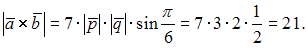 |a̅ × b̅| = 7·|p̅|·|q̅|·sin π/6 = 7·3·2·1/2 = 21.